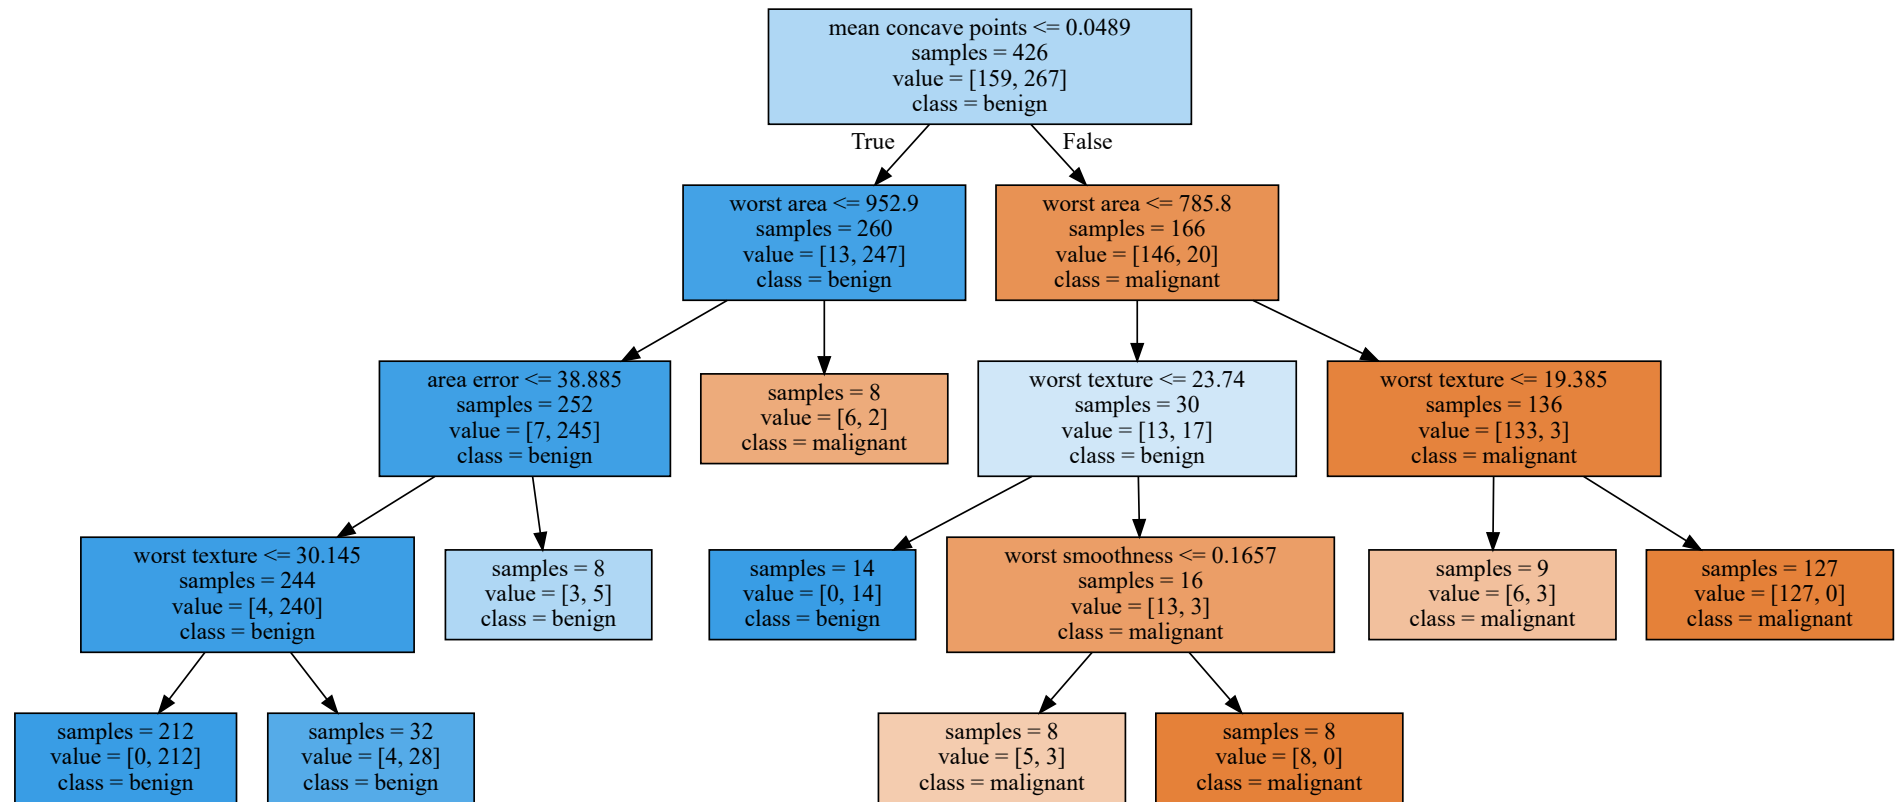 mean concave points <= 0.0489
samples = 426
value = [159, 267]
class = benign
True
False
worst area <= 952.9
samples = 260
value = [13, 247]
class = benign
worst area <= 785.8
samples = 166
value = [146, 20]
class = malignant
area error <= 38.885
samples = 252
value = [7, 245]
class = benign
samples = 8
value = [6, 2]
class = malignant
worst texture <= 23.74
samples = 30
value = [13, 17]
class = benign
worst texture <= 19.385
samples = 136
value = [133, 3]
class = malignant
worst texture <= 30.145
samples = 244
value = [4, 240]
class = benign
samples = 8
value = [3, 5]
class = benign
samples = 14
value = [0, 14]
class = benign
worst smoothness <= 0.1657
samples = 16
value = [13, 3]
class = malignant
samples = 9
value = [6, 3]
class = malignant
samples = 127
value = [127, 0]
class = malignant
samples = 212
value = [0, 212]
class = benign
samples = 32
value = [4, 28]
class = benign
samples = 8
value = [5, 3]
class = malignant
samples = 8
value = [8, 0]
class = malignant